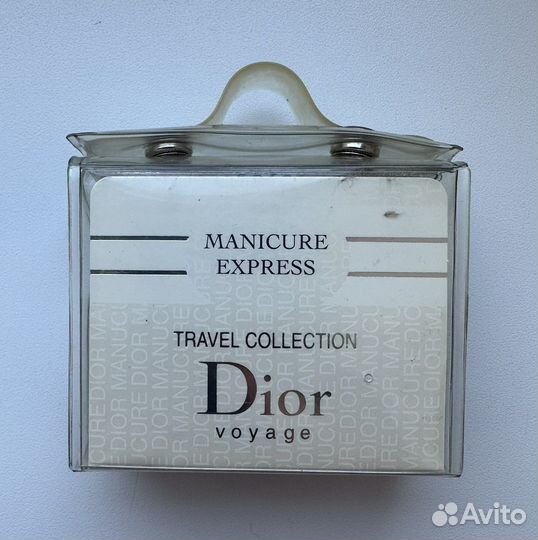 MANICURE
EXPRESS
TRAVEL COLLECTION
Dior
voyage
Avito